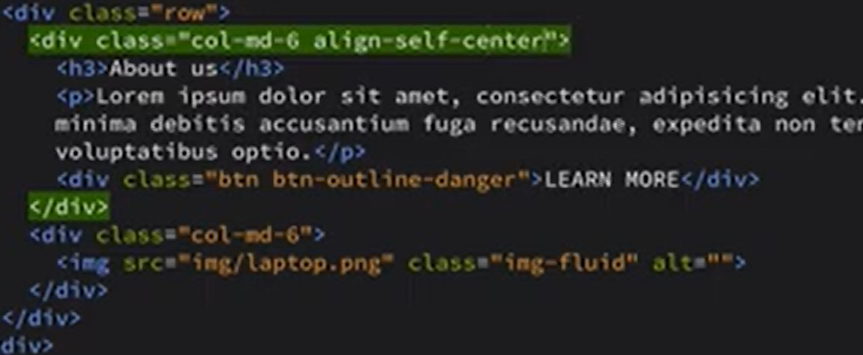 <div class="row">
<div class="col-md-6 align-self-center">
<h3>About us</h3>
<p>Lorem ipsum dolor sit amet, consectetur adipisicing elit.
minima debitis accusantium fuga recusandae, expedita non ter
voluptatibus optio.</p>
<div class="btn btn-outline-danger">LEARN MORE</div>
</div>
<div class="col-md-6">
<img src="img/laptop.png" class="img-fluid" alt="">
</div>
</div>
div>